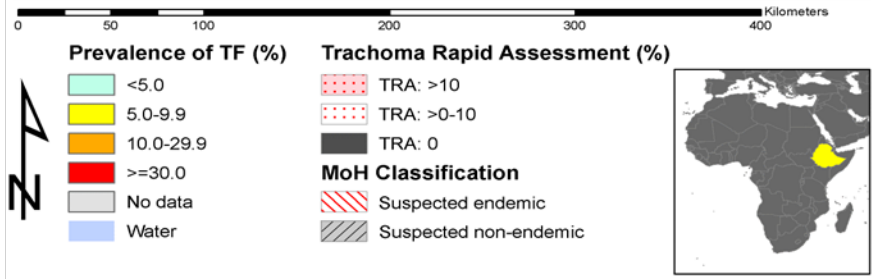 0 50 100 200 300 400 Kilometers
Prevalence of TF (%)
<5.0
5.0-9.9
10.0-29.9
>=30.0
No data
Water
Trachoma Rapid Assessment (%)
TRA: >10
TRA: >0-10
TRA: 0
MoH Classification
Suspected endemic
Suspected non-endemic
N